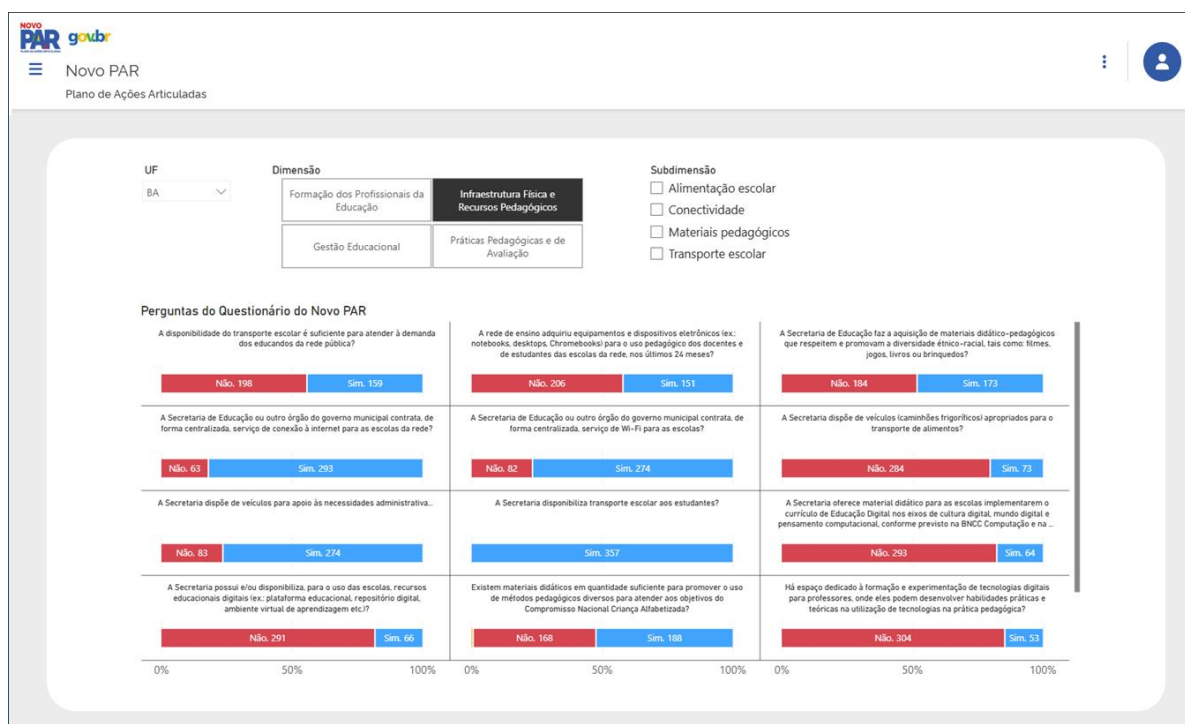 NOVO
PAR
gov.br
Novo PAR
Plano de Ações Articuladas
UF
BA
Dimensão
Formação dos Profissionais da
Educação
Infraestrutura Física e
Recursos Pedagógicos
Gestão Educacional
Práticas Pedagógicas e de
Avaliação
Subdimensão
Alimentação escolar
Conectividade
Materiais pedagógicos
Transporte escolar
Perguntas do Questionário do Novo PAR
A disponibilidade do transporte escolar é suficiente para atender à demanda
dos educandos da rede pública?
Não. 198 Sim. 159
A rede de ensino adquiriu equipamentos e dispositivos eletrônicos (ex.:
notebooks, desktops, Chromebooks) para o uso pedagógico dos docentes e
de estudantes das escolas da rede, nos últimos 24 meses?
Não. 206 Sim. 151
A Secretaria de Educação faz a aquisição de materiais didático-pedagógicos
que respeitem e promovam a diversidade étnico-racial, tais como: filmes,
jogos, livros ou brinquedos?
Não. 184 Sim. 173
A Secretaria de Educação ou outro órgão do governo municipal contrata, de
forma centralizada, serviço de conexão à internet para as escolas da rede?
Não. 63 Sim. 293
A Secretaria de Educação ou outro órgão do governo municipal contrata, de
forma centralizada, serviço de Wi-Fi para as escolas?
Não. 82 Sim. 274
A Secretaria dispõe de veículos (caminhões frigoríficos) apropriados para o
transporte de alimentos?
Não. 284 Sim. 73
A Secretaria dispõe de veículos para apoio às necessidades administrativa...
Não. 83 Sim. 274
A Secretaria disponibiliza transporte escolar aos estudantes?
Sim. 357
A Secretaria oferece material didático para as escolas implementarem o
currículo de Educação Digital nos eixos de cultura digital, mundo digital e
pensamento computacional, conforme previsto na BNCC Computação e na ...
Não. 293 Sim. 64
A Secretaria possui e/ou disponibiliza, para o uso das escolas, recursos
educacionais digitais (ex.: plataforma educacional, repositório digital,
ambiente virtual de aprendizagem etc.)?
Não. 291 Sim. 66
Existem materiais didáticos em quantidade suficiente para promover o uso
de métodos pedagógicos diversos para atender aos objetivos do
Compromisso Nacional Criança Alfabetizada?
Não. 168 Sim. 188
Há espaço dedicado à formação e experimentação de tecnologias digitais
para professores, onde eles podem desenvolver habilidades práticas e
teóricas na utilização de tecnologias na prática pedagógica?
Não. 304 Sim. 53
0% 50% 100% 0% 50% 100% 0% 50% 100%